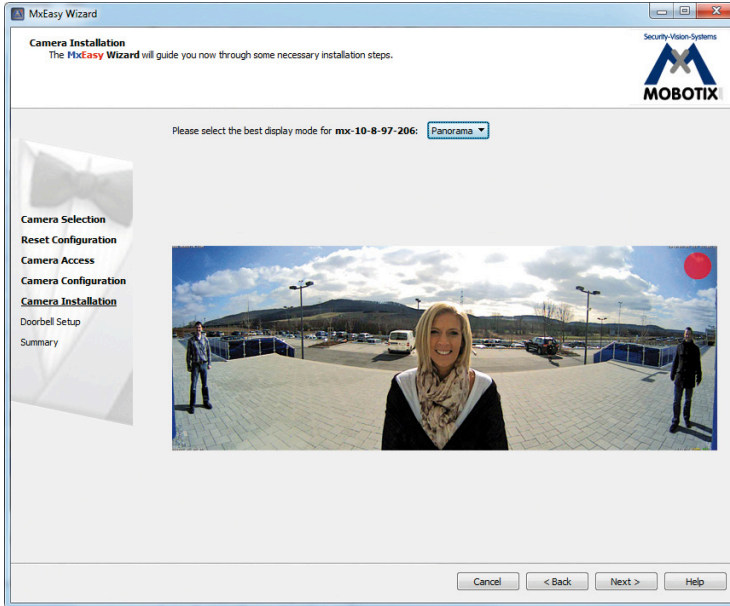 MxEasy Wizard
Camera Installation
The MxEasy Wizard will guide you now through some necessary installation steps.
Security-Vision-Systems
MOBOTIX
Please select the best display mode for mx-10-8-97-206: Panorama
Camera Selection
Reset Configuration
Camera Access
Camera Configuration
Camera Installation
Doorbell Setup
Summary
Cancel
< Back
Next >
Help